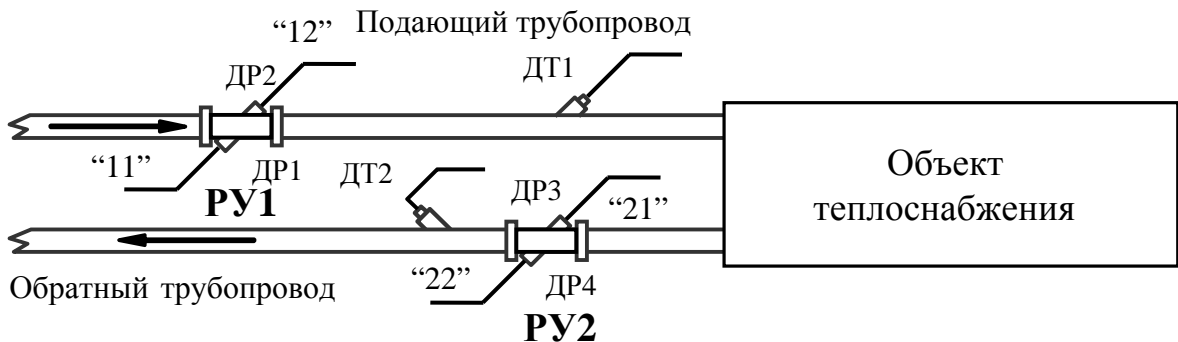 “12”
Подающий трубопровод
ДР2
ДТ1
“11”
ДР1
РУ1
Объект
теплоснабжения
ДТ2
ДР3
“21”
“22”
ДР4
Обратный трубопровод
РУ2